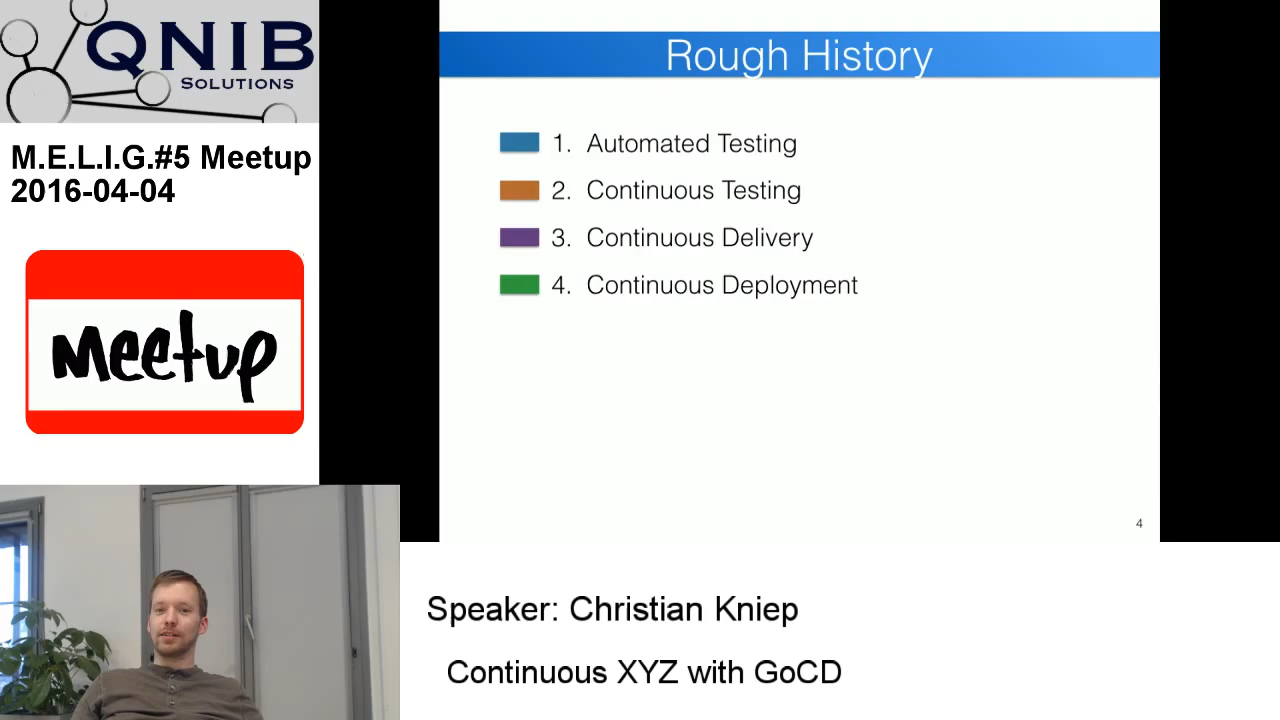 QNIB
SOLUTIONS
M.E.L.I.G.#5 Meetup
2016-04-04
Meetup
Rough History
1. Automated Testing
2. Continuous Testing
3. Continuous Delivery
4. Continuous Deployment
4
Speaker: Christian Kniep
Continuous XYZ with GoCD